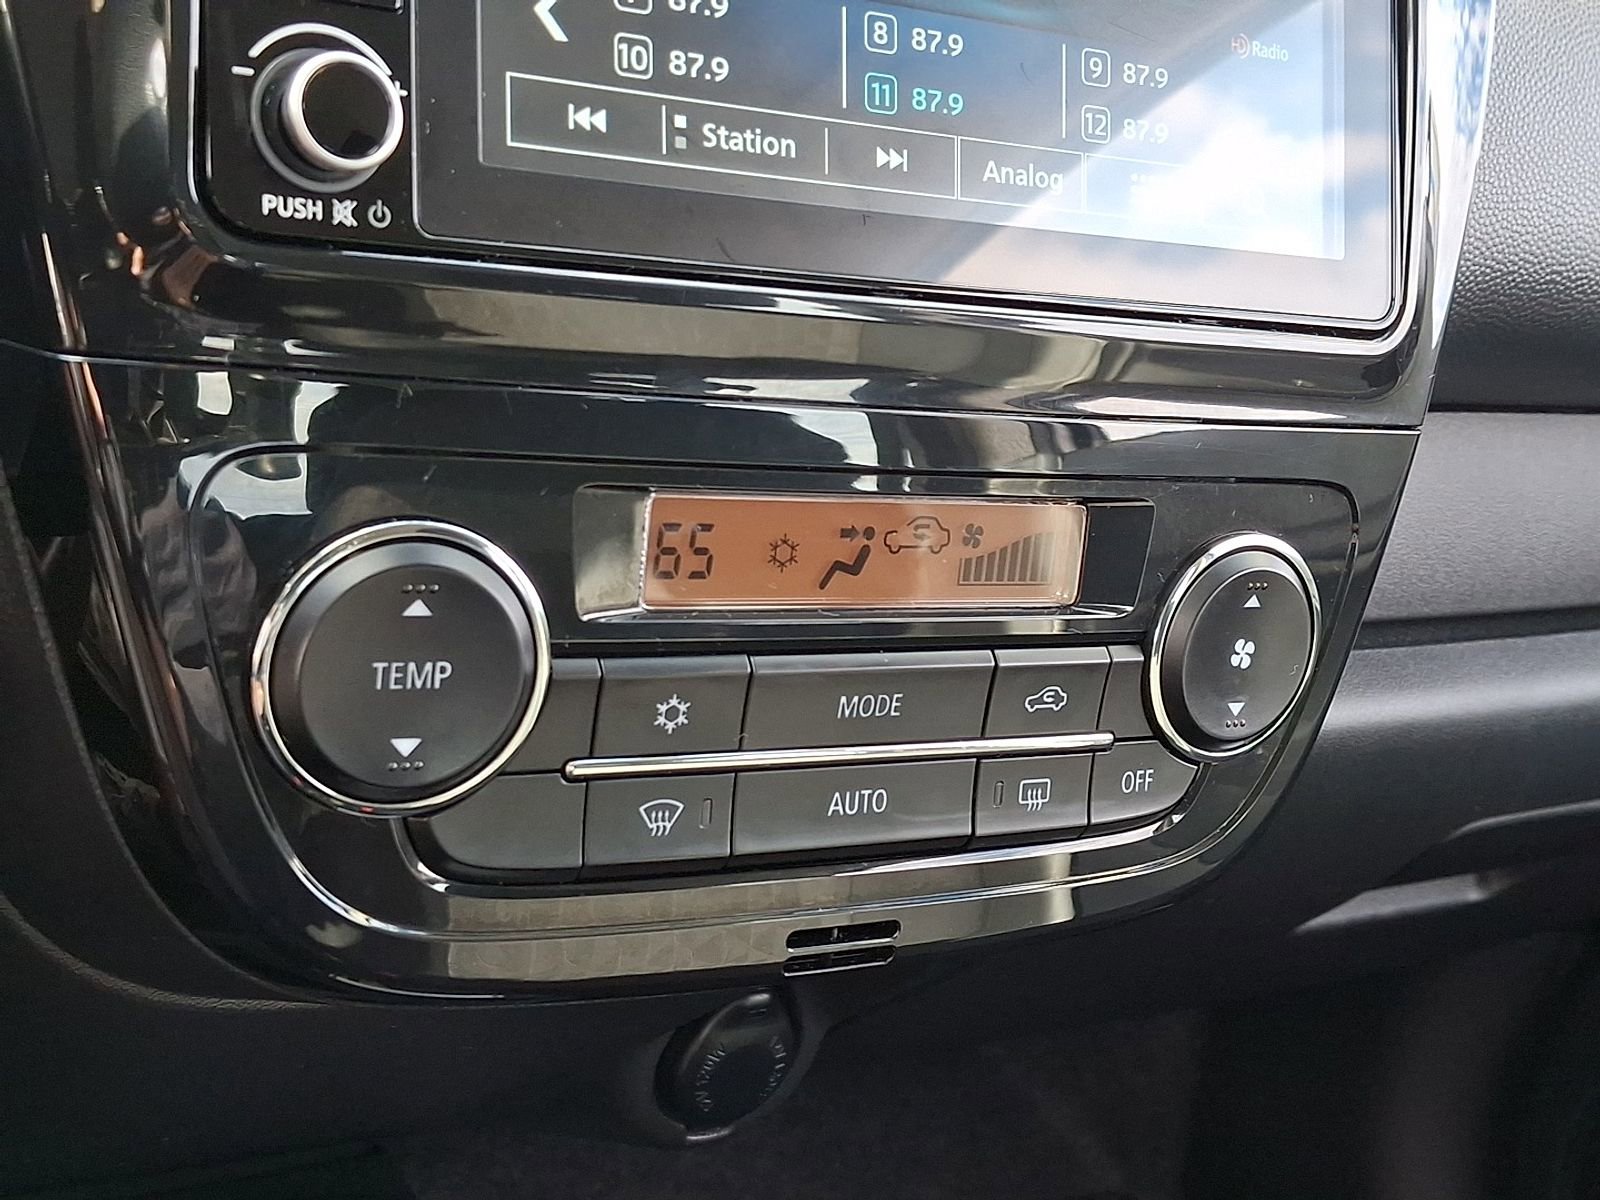 87.9
8 87.9
10 87.9
9 87.9
11 87.9
12 87.9
HD Radio
Station
Analog
- +
PUSH
65
TEMP
MODE
AUTO
OFF
120W